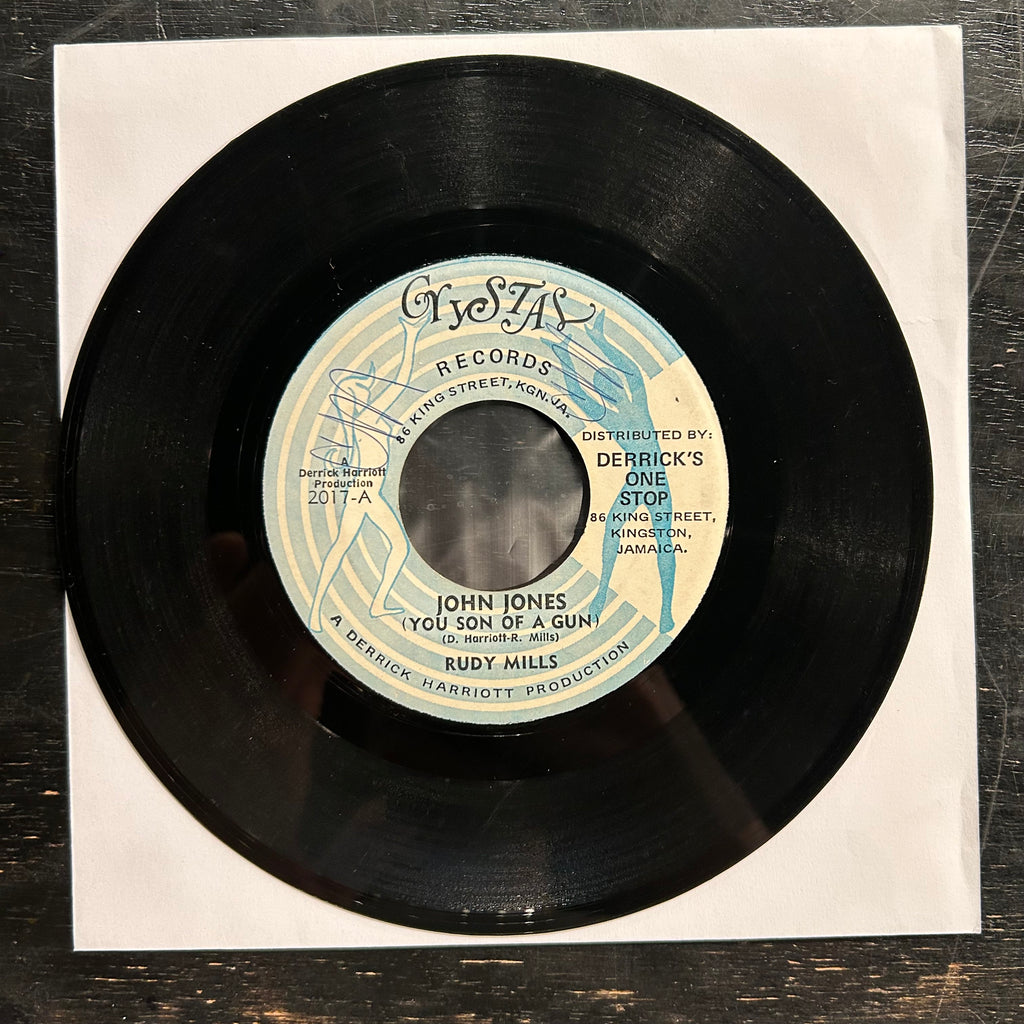 CRYSTAL
RECORDS
86 KING STREET, KGN. JA.
A
Derrick Harriott
Production
2017-A
DISTRIBUTED BY:
DERRICK'S
ONE
STOP
86 KING STREET,
KINGSTON,
JAMAICA.
JOHN JONES
(YOU SON OF A GUN)
(D. Harriott-R. Mills)
RUDY MILLS
A DERRICK HARRIOTT PRODUCTION